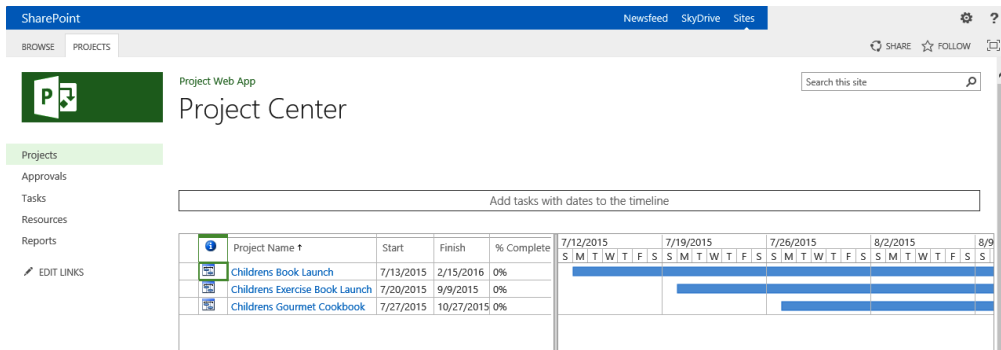 SharePoint Newsfeed SkyDrive Sites ?
BROWSE PROJECTS SHARE FOLLOW
P
Project Web App Search this site
Project Center
Projects
Approvals
Tasks
Resources
Reports
EDIT LINKS
Add tasks with dates to the timeline
Project Name ↑ Start Finish % Complete 7/12/2015 7/19/2015 7/26/2015 8/2/2015 8/9
S M T W T F S S M T W T F S S M T W T F S S M T W T F S S
Childrens Book Launch 7/13/2015 2/15/2016 0%
Childrens Exercise Book Launch 7/20/2015 9/9/2015 0%
Childrens Gourmet Cookbook 7/27/2015 10/27/2015 0%